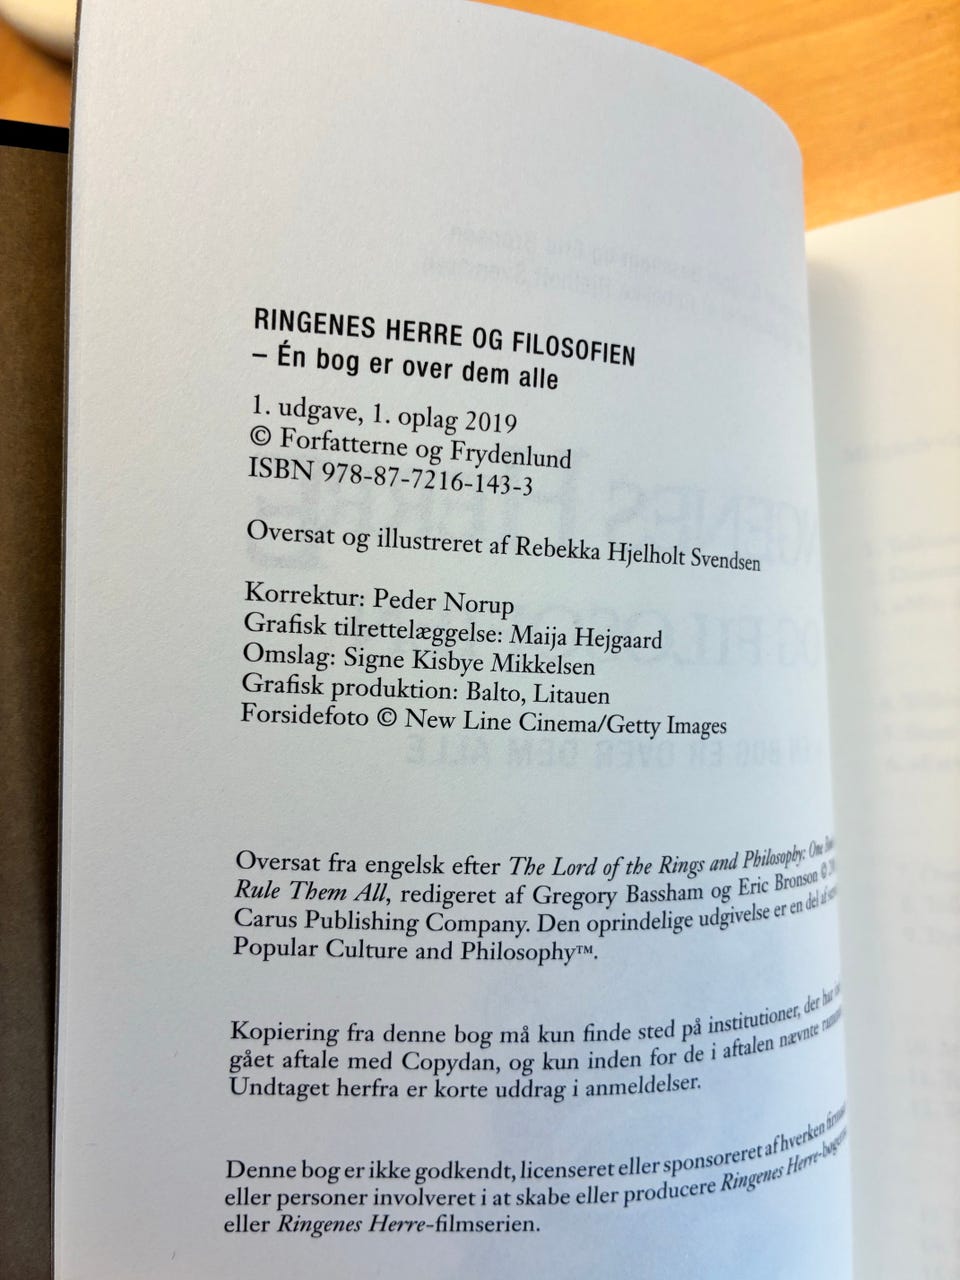 RINGENES HERRE OG FILOSOFIEN
– Én bog er over dem alle
1. udgave, 1. oplag 2019
© Forfatterne og Frydenlund
ISBN 978-87-7216-143-3
Oversat og illustreret af Rebekka Hjelholt Svendsen
Korrektur: Peder Norup
Grafisk tilrettelæggelse: Maija Hejgaard
Omslag: Signe Kisbye Mikkelsen
Grafisk produktion: Balto, Litauen
Forsidefoto © New Line Cinema/Getty Images
Oversat fra engelsk efter The Lord of the Rings and Philosophy: One
Rule Them All, redigeret af Gregory Bassham og Eric Bronson ©
Carus Publishing Company. Den oprindelige udgivelse er en del af
Popular Culture and Philosophy™.
Kopiering fra denne bog må kun finde sted på institutioner, der har
gået aftale med Copydan, og kun inden for de i aftalen nævnte
Undtaget herfra er korte uddrag i anmeldelser.
Denne bog er ikke godkendt, licenseret eller sponsoreret af hverken
eller personer involveret i at skabe eller producere Ringenes Herre-
eller Ringenes Herre-filmserien.